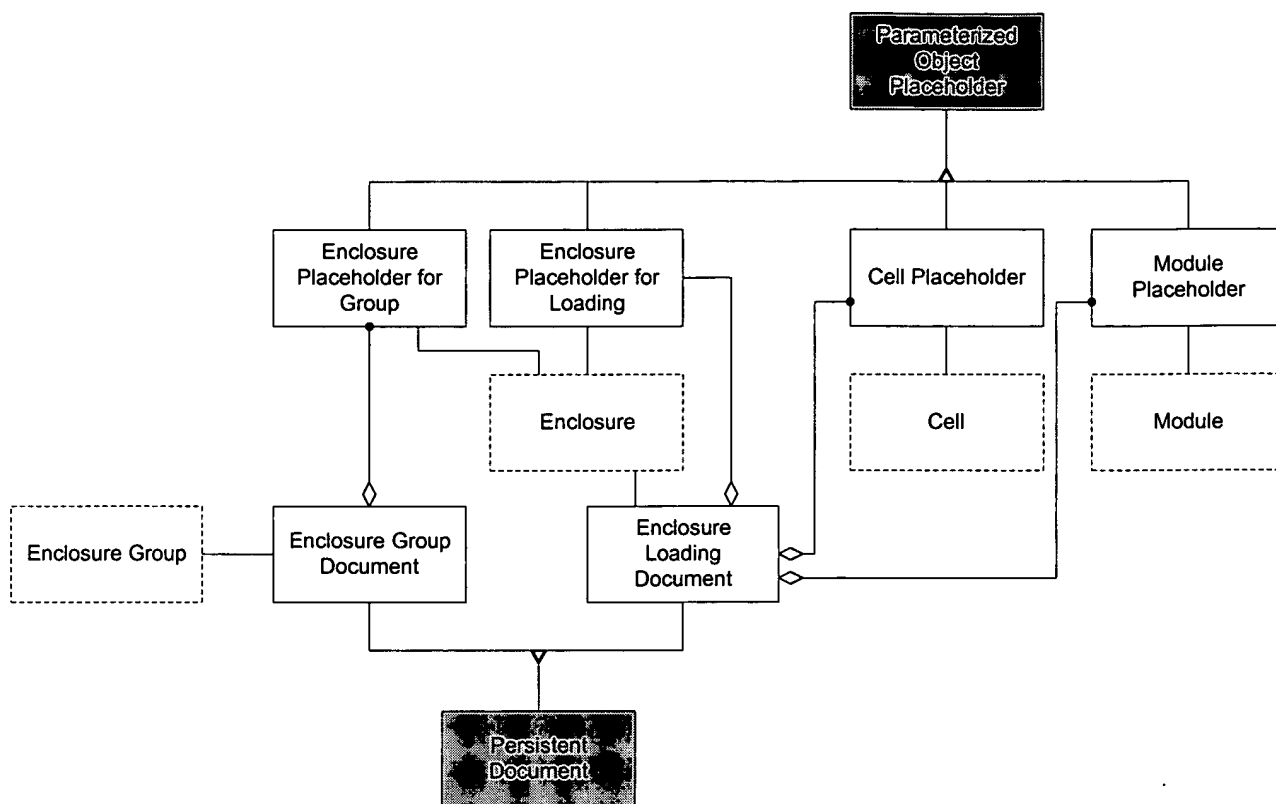 Parameterized
Object
Placeholder
Enclosure
Placeholder for
Group
Enclosure
Placeholder for
Loading
Cell Placeholder
Module
Placeholder
Enclosure
Cell
Module
Enclosure Group
Enclosure Group
Document
Enclosure
Loading
Document
Persistent
Document